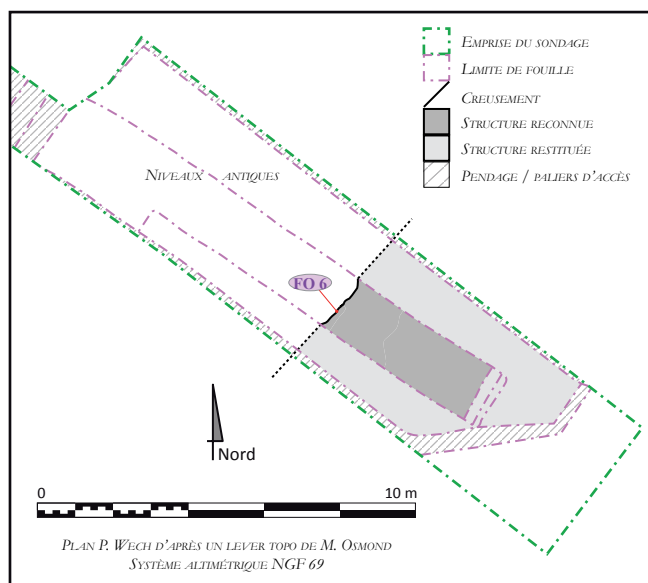 Emprise du sondage
Limite de fouille
Creusement
Structure reconnue
Structure restituée
Pendage / paliers d'accès
Niveaux antiques
FO 6
Nord
0 10 m
Plan P. Wech d'après un lever topo de M. Osmond
Système altimétrique NGF 69